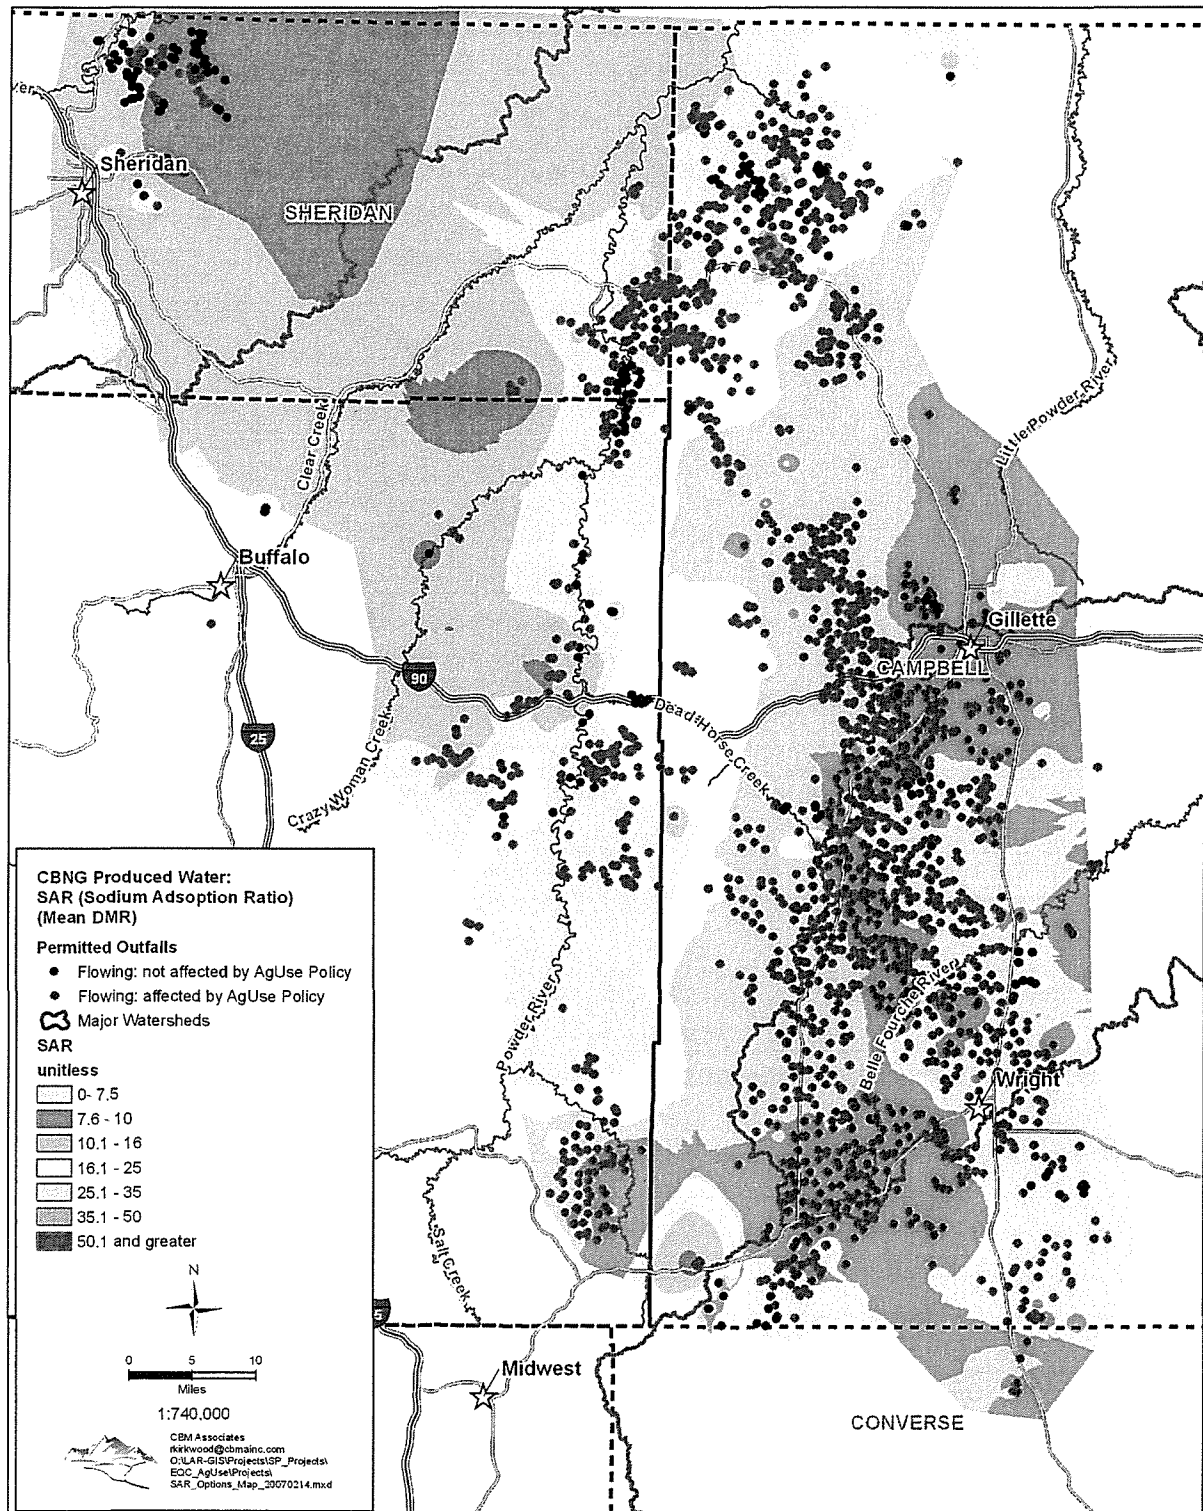 ver
Sheridan
SHERIDAN
Clear Creek
Little Powder River
Buffalo
Gillette
CAMPBELL
90
25
Dead Horse Creek
Crazy Woman Creek
Powder River
Belle Fourche River
Wright
Salt Creek
Midwest
CONVERSE
5
CBNG Produced Water:
SAR (Sodium Adsoption Ratio)
(Mean DMR)
Permitted Outfalls
Flowing: not affected by AgUse Policy
Flowing: affected by AgUse Policy
Major Watersheds
SAR
unitless
0- 7.5
7.6 - 10
10.1 - 16
16.1 - 25
25.1 - 35
35.1 - 50
50.1 and greater
N
0 5 10
Miles
1:740,000
CBM Associates
rkirkwood@cbmainc.com
O:\LAR-GIS\Projects\SP_Projects\
EQC_AgUse\Projects\
SAR_Options_Map_20070214.mxd